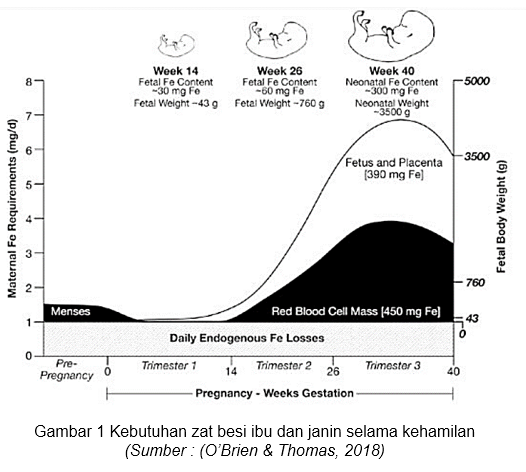 Week 14
Fetal Fe Content
~30 mg Fe
Fetal Weight ~43 g
Week 26
Fetal Fe Content
~60 mg Fe
Fetal Weight ~760 g
Week 40
Neonatal Fe Content
~300 mg Fe
Neonatal Weight
~3500 g
Maternal Fe Requirements (mg/d)
8
7
6
5
4
3
2
1
0
Fetus and Placenta
[390 mg Fe]
Menses
Red Blood Cell Mass [450 mg Fe]
Daily Endogenous Fe Losses
5000
3500
760
43
0
Fetal Body Weight (g)
Pre-
Pregnancy
0
Trimester 1
14
Trimester 2
26
Trimester 3
40
Pregnancy - Weeks Gestation
Gambar 1 Kebutuhan zat besi ibu dan janin selama kehamilan
(Sumber : (O'Brien & Thomas, 2018)